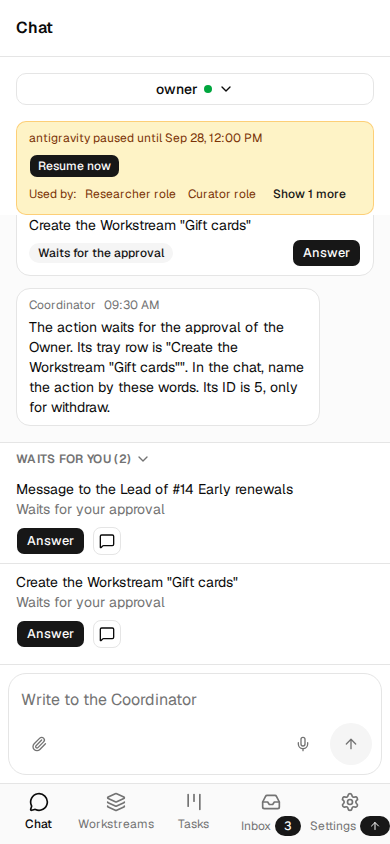 Chat
owner
antigravity paused until Sep 28, 12:00 PM
Resume now
Used by: Researcher role Curator role Show 1 more
Create the Workstream "Gift cards"
Waits for the approval Answer
Coordinator 09:30 AM
The action waits for the approval of the
Owner. Its tray row is "Create the
Workstream "Gift cards"". In the chat, name
the action by these words. Its ID is 5, only
for withdraw.
WAITS FOR YOU (2)
Message to the Lead of #14 Early renewals
Waits for your approval
Answer
Create the Workstream "Gift cards"
Waits for your approval
Answer
Write to the Coordinator
Chat Workstreams Tasks Inbox 3 Settings